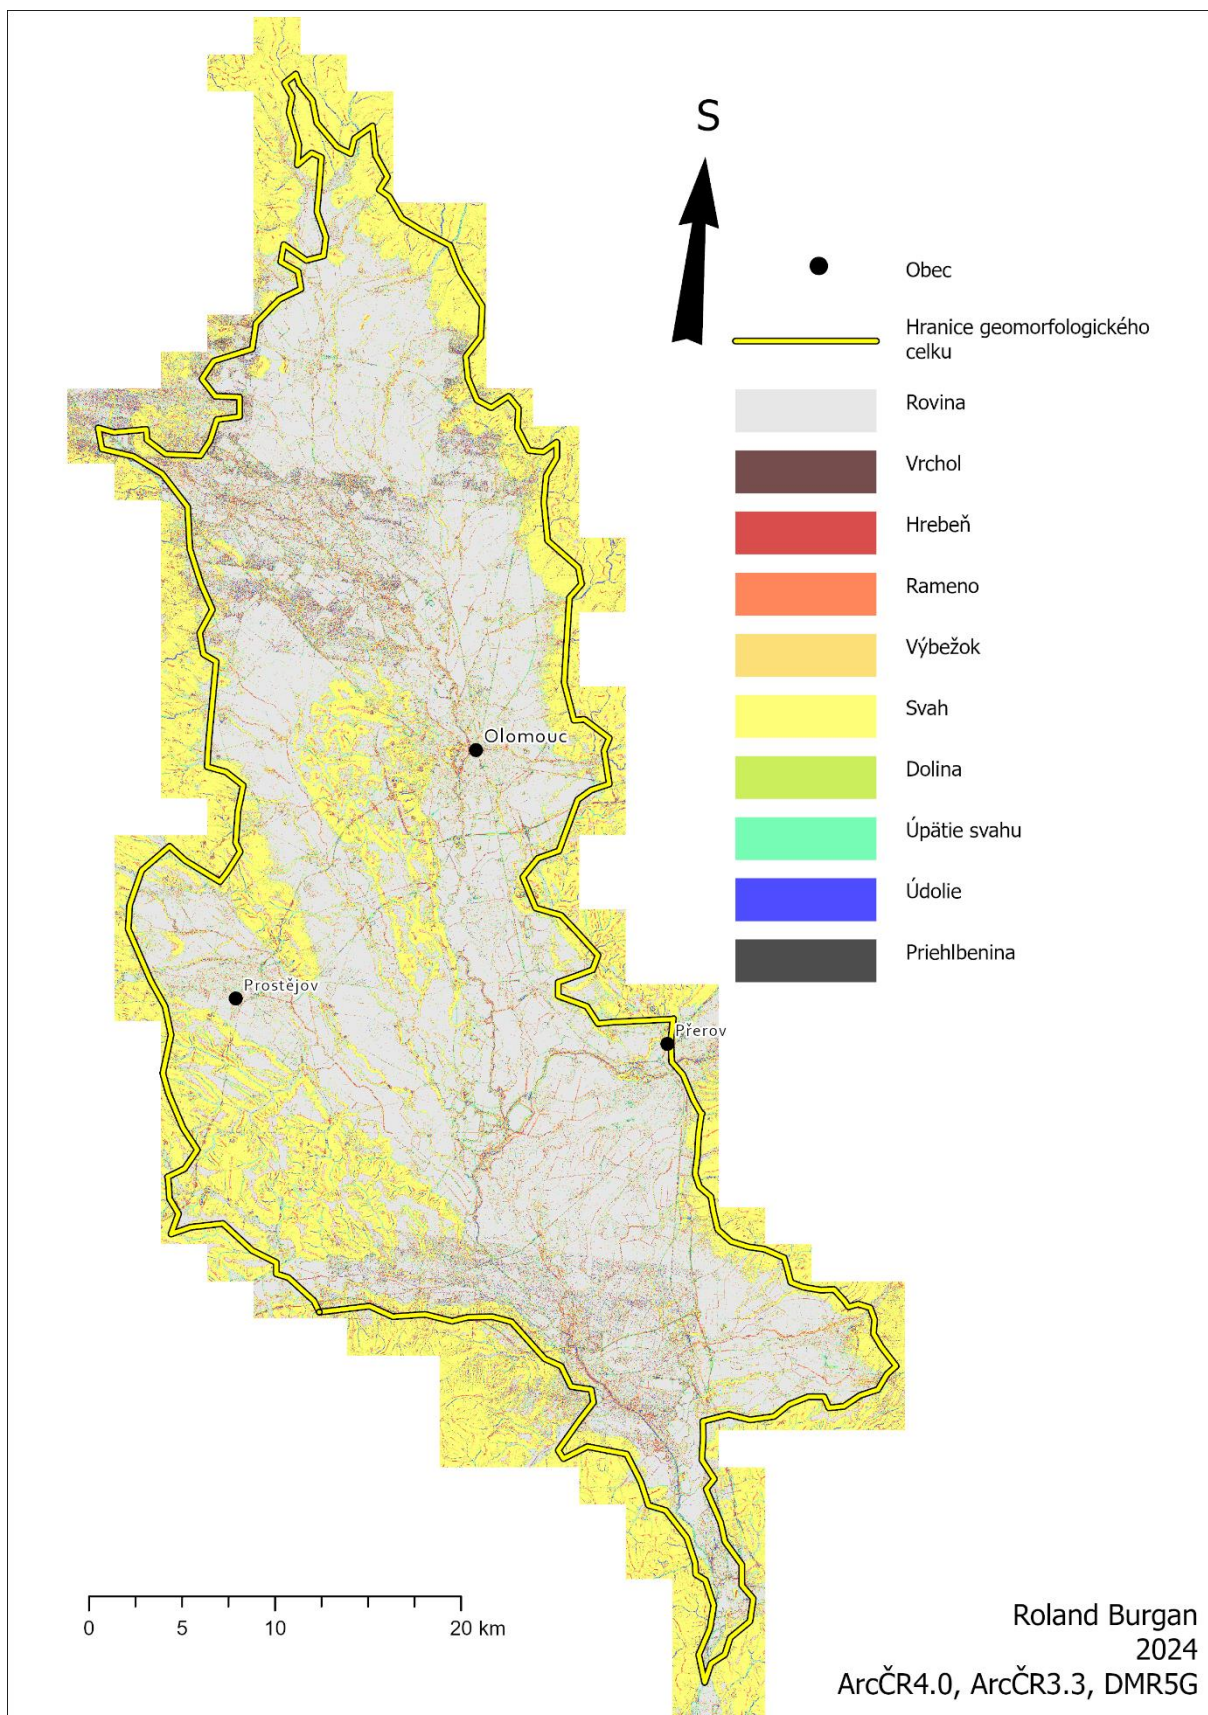 S
Obec
Hranice geomorfologického
celku
Rovina
Vrchol
Hrebeň
Rameno
Výbežok
Svah
Dolina
Úpätie svahu
Údolie
Priehlbenina
Olomouc
Prostějov
Přerov
0 5 10 20 km
Roland Burgan
2024
ArcČR4.0, ArcČR3.3, DMR5G